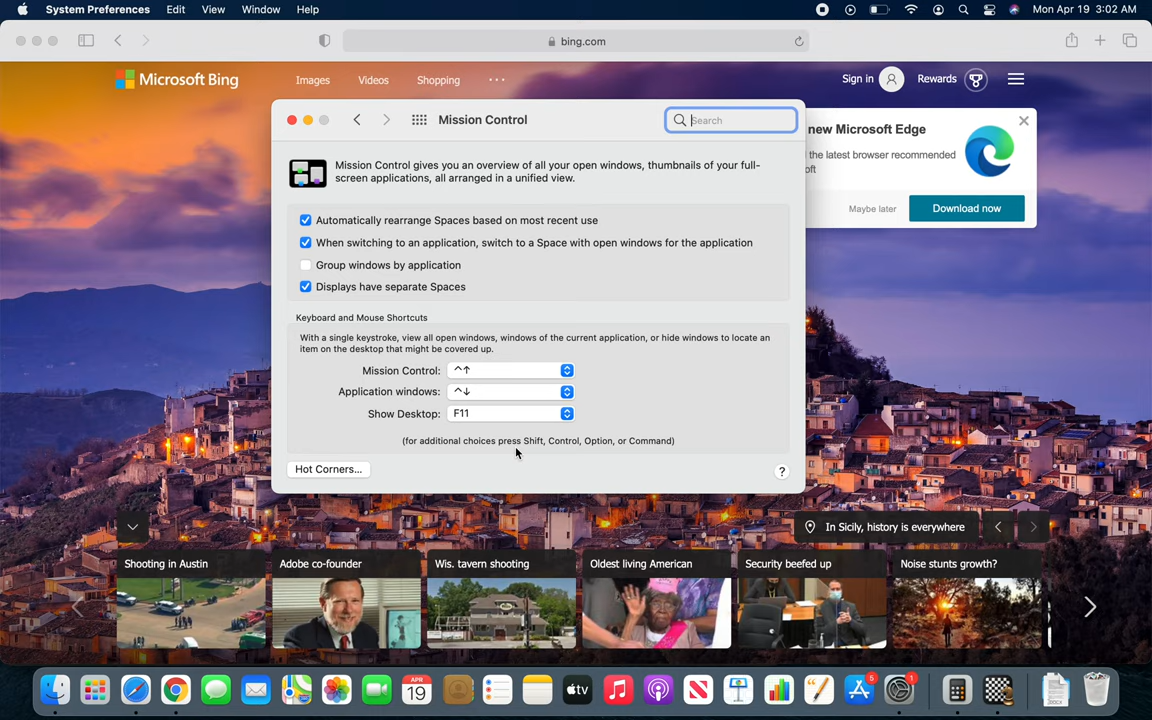 System Preferences Edit View Window Help Mon Apr 19 3:02 AM
bing.com
Microsoft Bing Images Videos Shopping Sign in Rewards
Mission Control Search
new Microsoft Edge
the latest browser recommended
oft
Maybe later Download now
Mission Control gives you an overview of all your open windows, thumbnails of your full-
screen applications, all arranged in a unified view.
Automatically rearrange Spaces based on most recent use
When switching to an application, switch to a Space with open windows for the application
Group windows by application
Displays have separate Spaces
Keyboard and Mouse Shortcuts
With a single keystroke, view all open windows, windows of the current application, or hide windows to locate an
item on the desktop that might be covered up.
Mission Control: ^↑
Application windows: ^↓
Show Desktop: F11
(for additional choices press Shift, Control, Option, or Command)
Hot Corners... ?
In Sicily, history is everywhere
Shooting in Austin Adobe co-founder Wis. tavern shooting Oldest living American Security beefed up Noise stunts growth?
APR
19 tv 5 1
DOCX